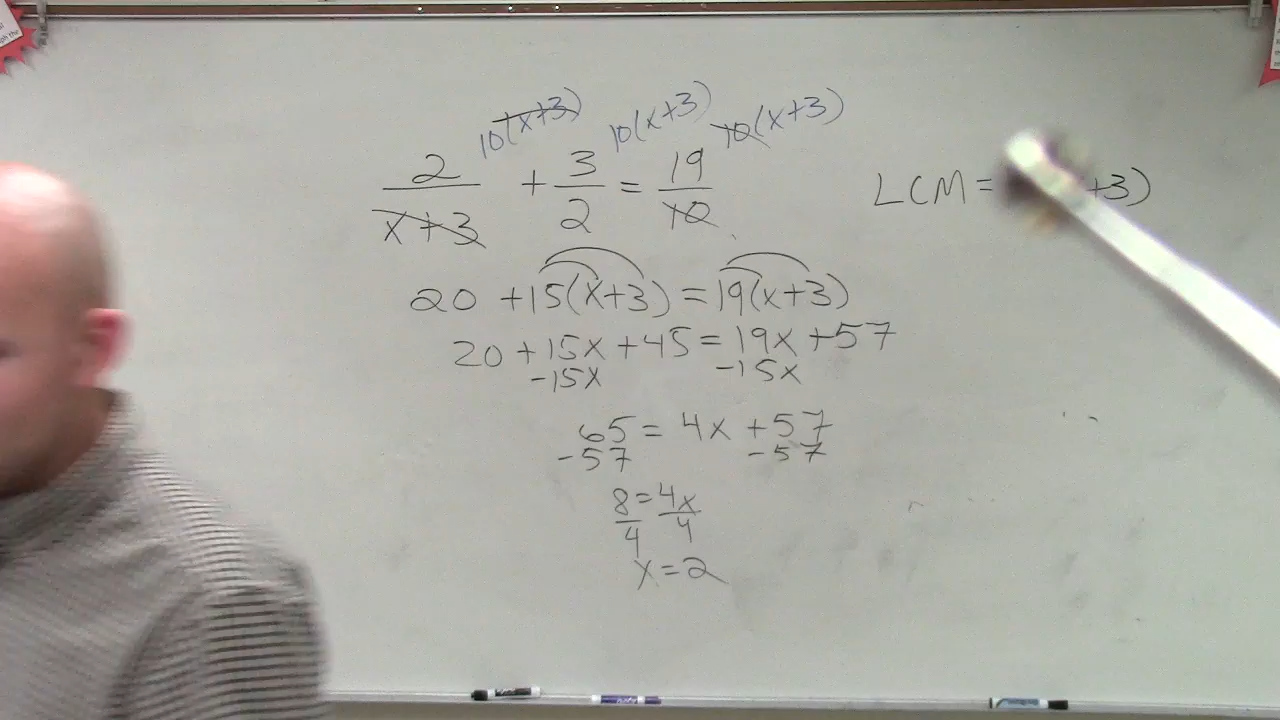 10(x+3) 10(x+3) 10(x+3)
2/x+3 + 3/2 = 19/10
LCM = +3)
20 +15(x+3) = 19(x+3)
20 +15x +45 = 19x +57
-15x -15x
65 = 4x +57
-57 -57
8/4 = 4x/4
x=2